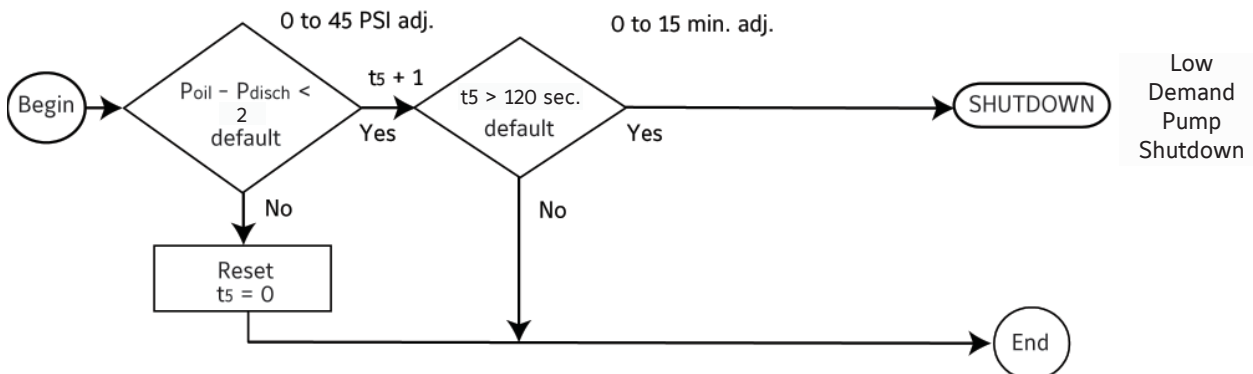 0 to 45 PSI adj.
0 to 15 min. adj.
Begin
Poil - Pdisch <
2
default
t5 + 1
Yes
t5 > 120 sec.
default
Yes
SHUTDOWN
Low
Demand
Pump
Shutdown
No
No
Reset
t5 = 0
End